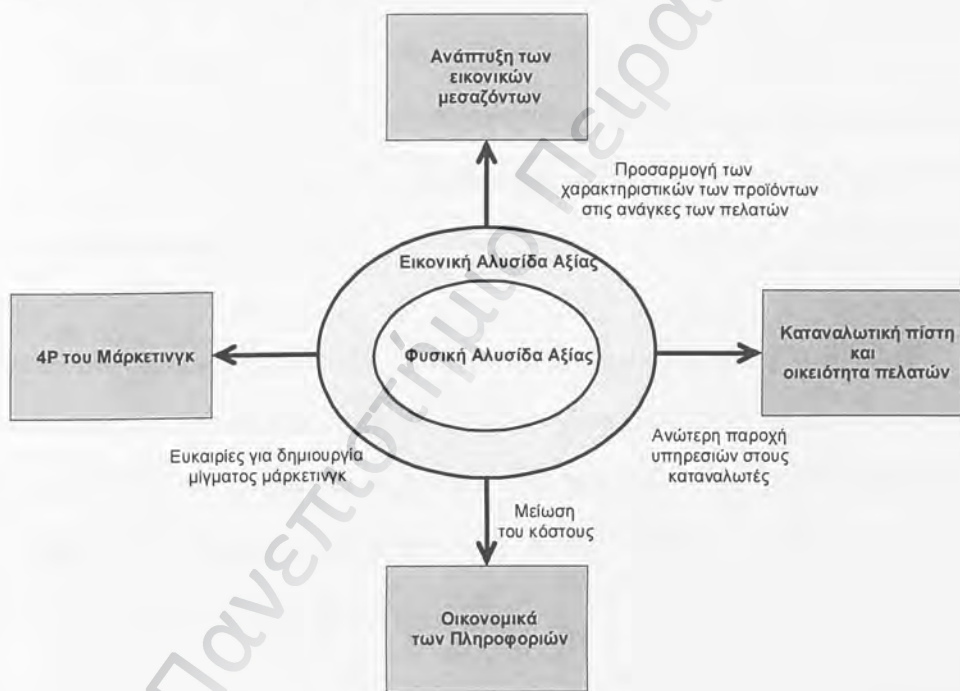 Ανάπτυξη των
εικονικών
μεσαζόντων
Προσαρμογή των
χαρακτηριστικών των προϊόντων
στις ανάγκες των πελατών
Εικονική Αλυσίδα Αξίας
Φυσική Αλυσίδα Αξίας
4P του Μάρκετινγκ
Καταναλωτική πίστη
και
οικειότητα πελατών
Ευκαιρίες για δημιουργία
μίγματος μάρκετινγκ
Ανώτερη παροχή
υπηρεσιών στους
καταναλωτές
Μείωση
του κόστους
Οικονομικά
των Πληροφοριών
Πανεπιστήμιο